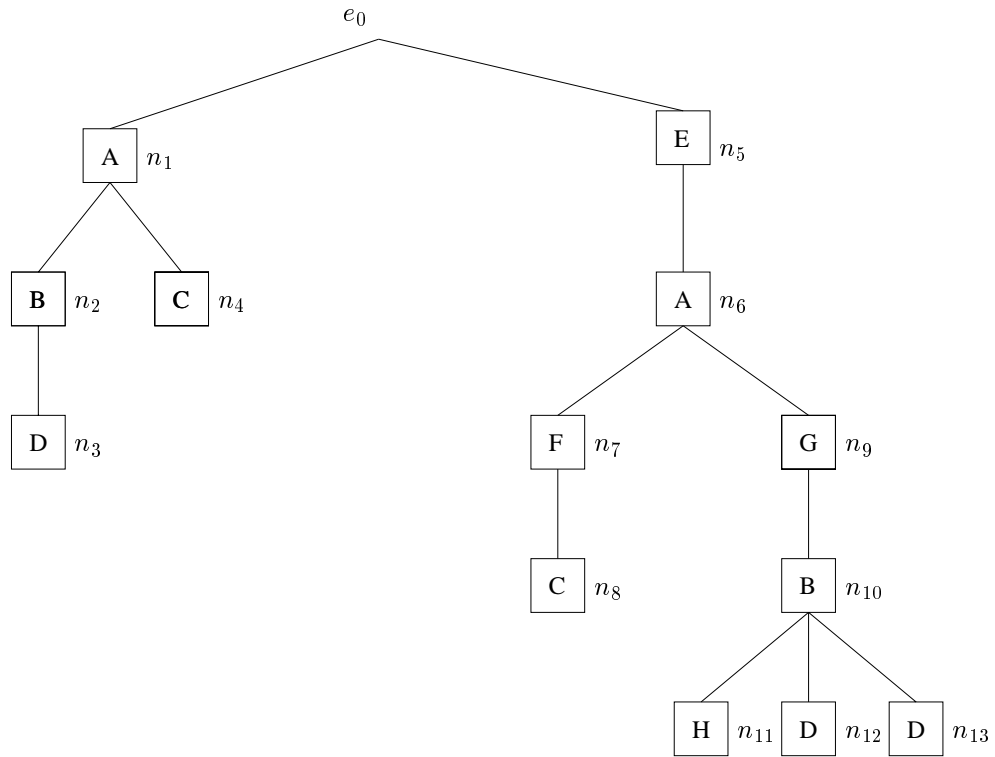 e₀
A n₁
E n₅
B n₂ C n₄ A n₆
D n₃ F n₇ G n₉
C n₈ B n₁₀
H n₁₁ D n₁₂ D n₁₃